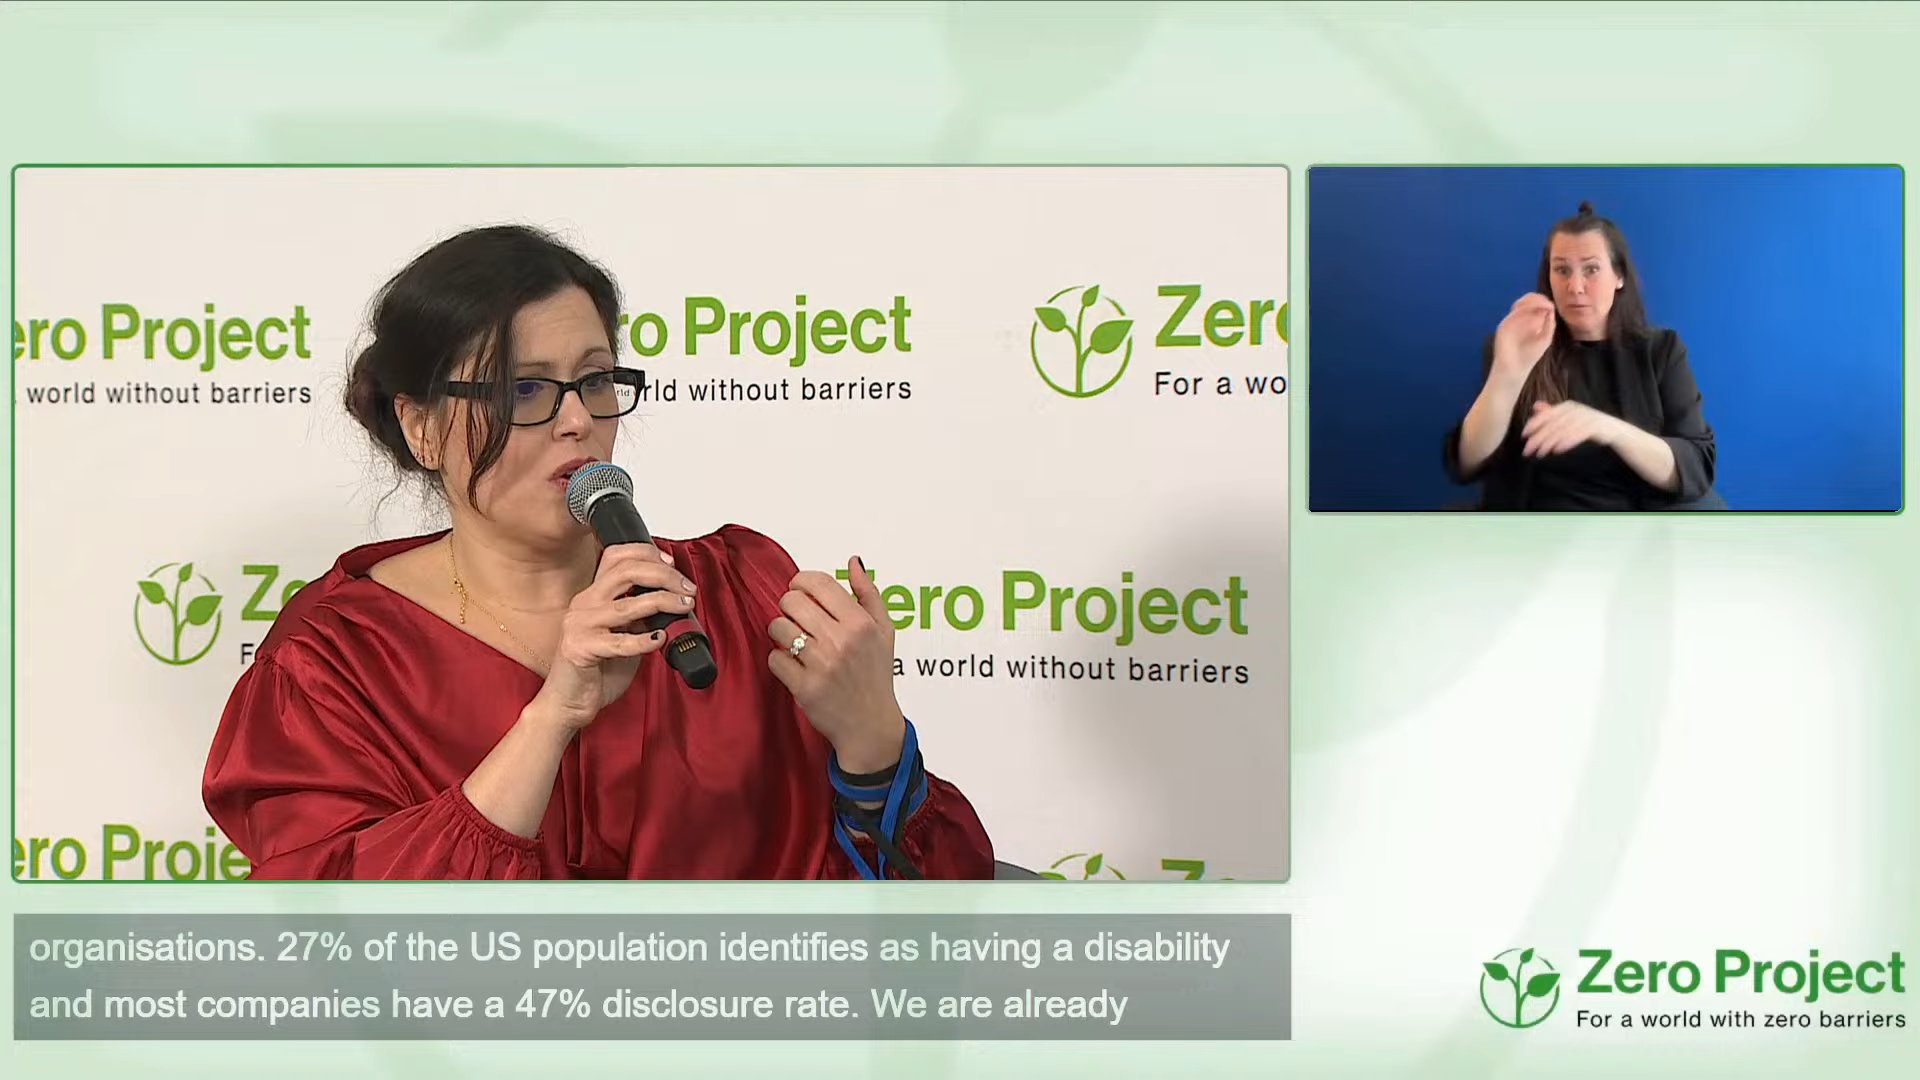 ero Project
world without barriers
ro Project
rld without barriers
Zero
For a wo
Ze
F
Zero Project
a world without barriers
ero Proje
Z
organisations. 27% of the US population identifies as having a disability
and most companies have a 47% disclosure rate. We are already
Zero Project
For a world with zero barriers